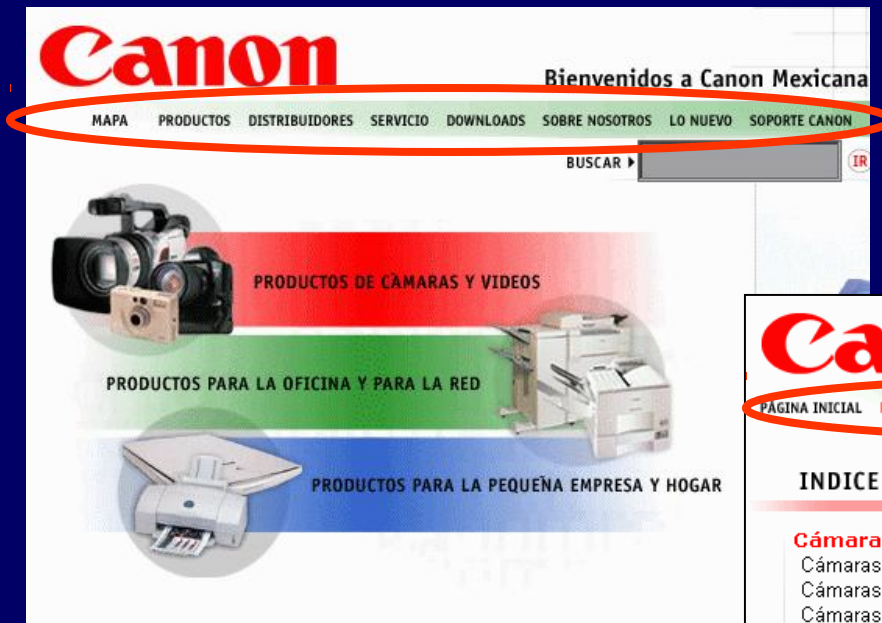 Canon
Bienvenidos a Canon Mexicana
MAPA PRODUCTOS DISTRIBUIDORES SERVICIO DOWNLOADS SOBRE NOSOTROS LO NUEVO SOPORTE CANON
BUSCAR IR
PRODUCTOS DE CÀMARAS Y VIDEOS
PRODUCTOS PARA LA OFICINA Y PARA LA RED
PRODUCTOS PARA LA PEQUEÑA EMPRESA Y HOGAR
Ca
PÁGINA INICIAL
INDICE
Cámara
Cámaras
Cámaras
Cámaras